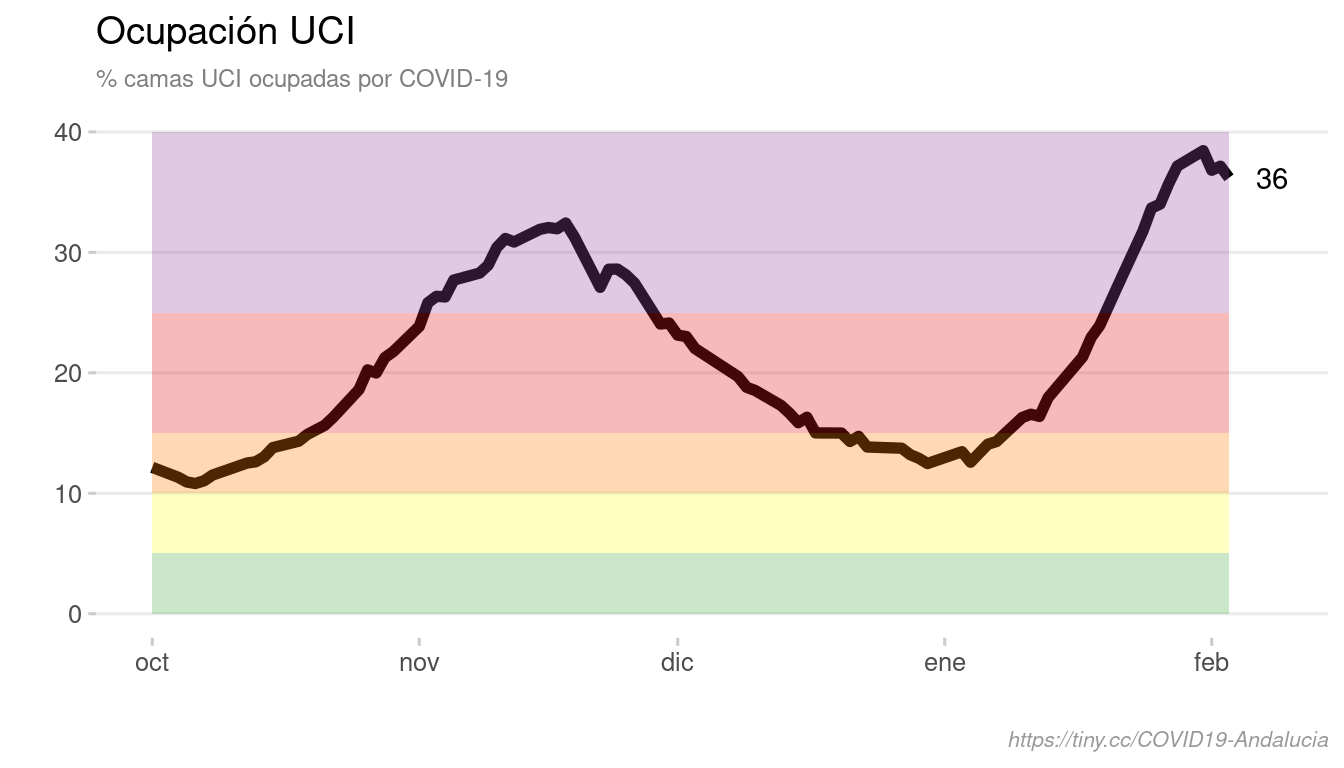 Ocupación UCI
% camas UCI ocupadas por COVID-19
40
36
30
20
10
0
oct nov dic ene feb
https://tiny.cc/COVID19-Andalucia